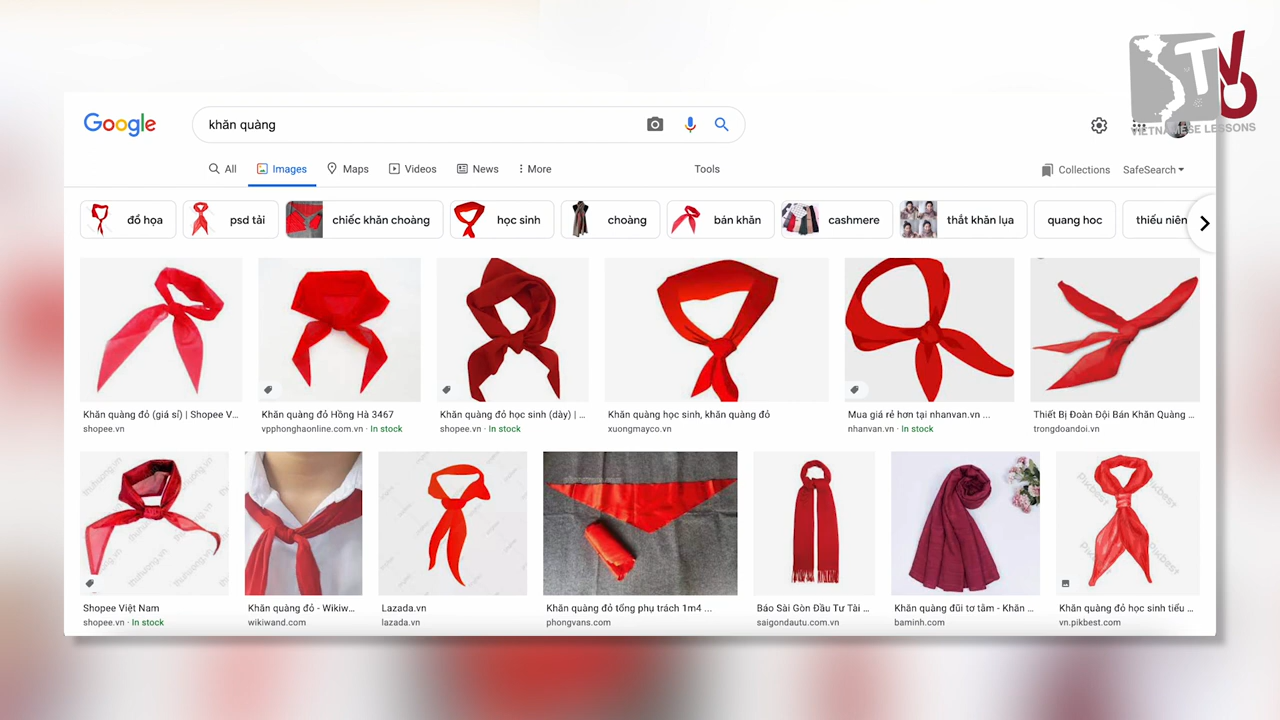 TVO
VIETNAMESE LESSONS
Google
khăn quàng
All Images Maps Videos News More Tools Collections SafeSearch
đồ họa psd tải chiếc khăn choàng học sinh choàng bán khăn cashmere thắt khăn lụa quang hoc thiếu niên
Khăn quàng đỏ (giá sỉ) | Shopee V...
shopee.vn
Khăn quàng đỏ Hồng Hà 3467
vpphonghaonline.com.vn · In stock
Khăn quàng đỏ học sinh (dày) | ...
shopee.vn · In stock
Khăn quàng học sinh, khăn quàng đỏ
xuongmayco.vn
Mua giá rẻ hơn tại nhanvan.vn ...
nhanvan.vn · In stock
Thiết Bị Đoàn Đội Bán Khăn Quàng ...
trongdoandoi.vn
thuhuong.vn
thuhuong.vn
Pikbest
Pikbest
Shopee Việt Nam
shopee.vn · In stock
Khăn quàng đỏ - Wikiw...
wikiwand.com
Lazada.vn
lazada.vn
Khăn quàng đỏ tổng phụ trách 1m4 ...
phongvans.com
Báo Sài Gòn Đầu Tư Tài ...
saigondautu.com.vn
Khăn quàng đũi tơ tằm - Khăn ...
baminh.com
Khăn quàng đỏ học sinh tiểu ...
vn.pikbest.com